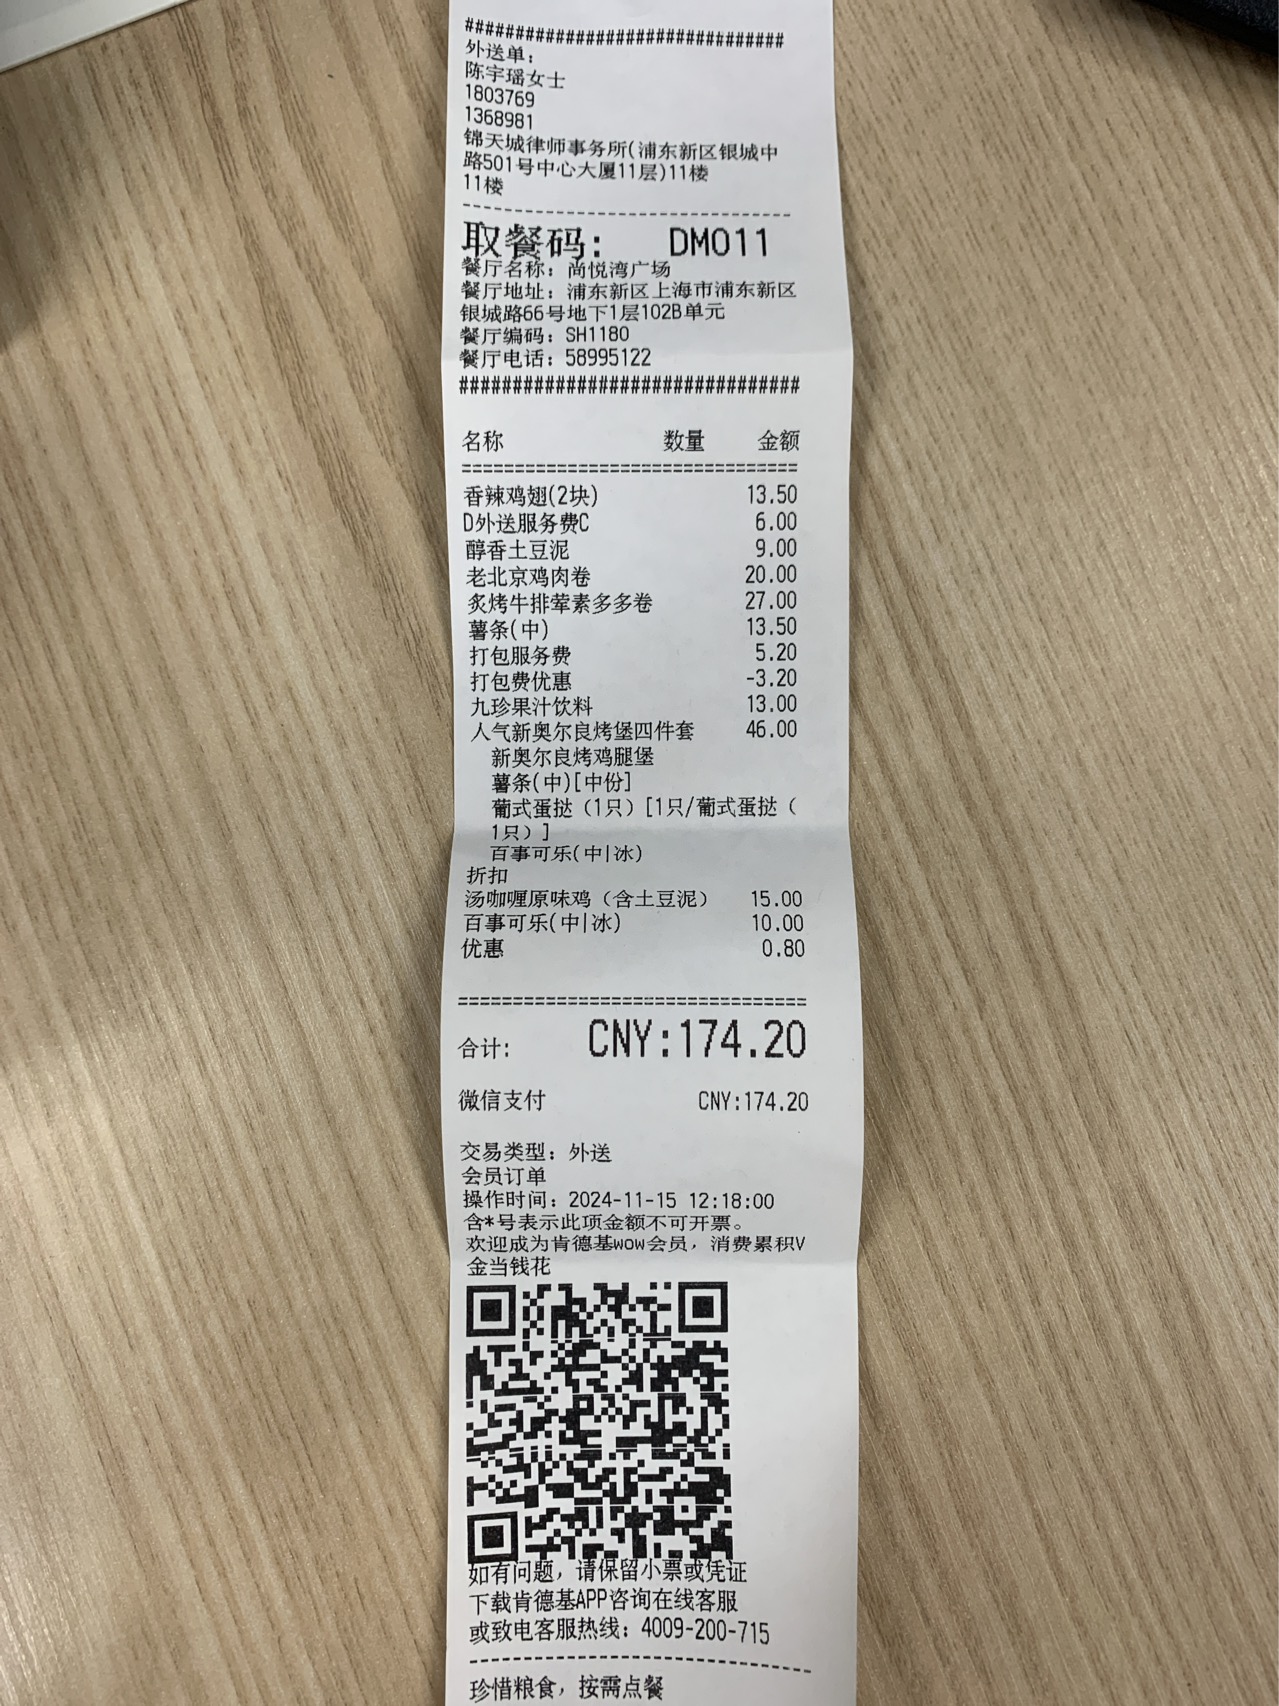 ################################
外送单:
陈宇瑶女士
1803769
1368981
锦天城律师事务所(浦东新区银城中
路501号中心大厦11层)11楼
11楼
--------------------------------
取餐码: DM011
餐厅名称: 尚悦湾广场
餐厅地址: 浦东新区上海市浦东新区
银城路66号地下1层102B单元
餐厅编码: SH1180
餐厅电话: 58995122
################################
名称 数量 金额
================================
香辣鸡翅(2块) 13.50
D外送服务费C 6.00
醇香土豆泥 9.00
老北京鸡肉卷 20.00
炙烤牛排荤素多多卷 27.00
薯条(中) 13.50
打包服务费 5.20
打包费优惠 -3.20
九珍果汁饮料 13.00
人气新奥尔良烤堡四件套 46.00
新奥尔良烤鸡腿堡
薯条(中)[中份]
葡式蛋挞（1只）[1只/葡式蛋挞（
1只）]
百事可乐(中|冰)
折扣
汤咖喱原味鸡（含土豆泥） 15.00
百事可乐(中|冰) 10.00
优惠 0.80
================================
合计: CNY:174.20
微信支付 CNY:174.20
交易类型: 外送
会员订单
操作时间: 2024-11-15 12:18:00
含*号表示此项金额不可开票。
欢迎成为肯德基WOW会员，消费累积V
金当钱花
如有问题，请保留小票或凭证
下载肯德基APP咨询在线客服
或致电客服热线: 4009-200-715
--------------------------------
珍惜粮食，按需点餐